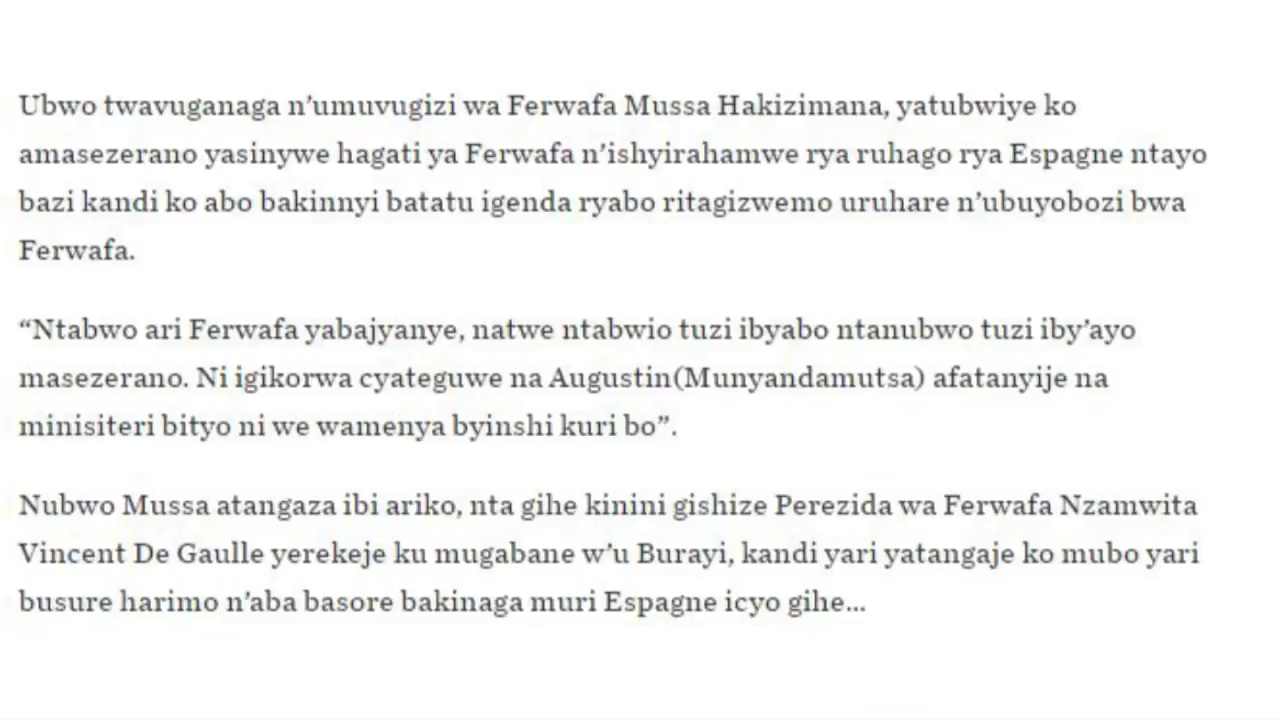 Ubwo twavuganaga n’umuvugizi wa Ferwafa Mussa Hakizimana, yatubwiye ko
amasezerano yasinywe hagati ya Ferwafa n’ishyirahamwe rya ruhago rya Espagne ntayo
bazi kandi ko abo bakinnyi batatu igenda ryabo ritagizwemo uruhare n’ubuyobozi bwa
Ferwafa.
“Ntabwo ari Ferwafa yabajyanye, natwe ntabwio tuzi ibyabo ntanubwo tuzi iby’ayo
masezerano. Ni igikorwa cyateguwe na Augustin(Munyandamutsa) afatanyije na
minisiteri bityo ni we wamenya byinshi kuri bo”.
Nubwo Mussa atangaza ibi ariko, nta gihe kinini gishize Perezida wa Ferwafa Nzamwita
Vincent De Gaulle yerekeje ku mugabane w’u Burayi, kandi yari yatangaje ko mubo yari
busure harimo n’aba basore bakinaga muri Espagne icyo gihe...